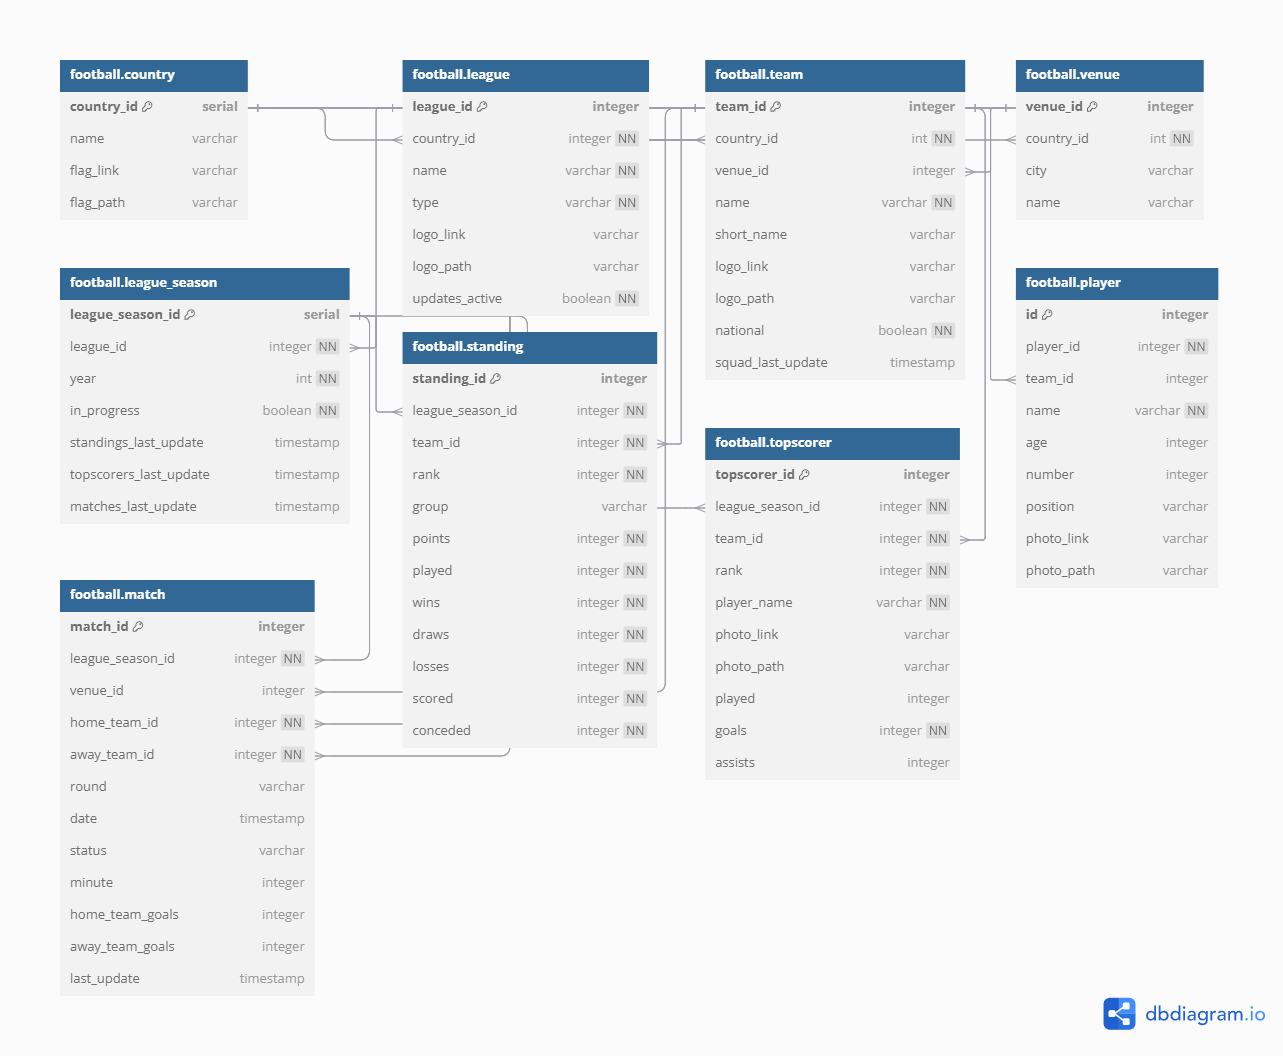 football.country
country_id serial
name varchar
flag_link varchar
flag_path varchar
football.league
league_id integer
country_id integer NN
name varchar NN
type varchar NN
logo_link varchar
logo_path varchar
updates_active boolean NN
football.team
team_id integer
country_id int NN
venue_id integer
name varchar NN
short_name varchar
logo_link varchar
logo_path varchar
national boolean NN
squad_last_update timestamp
football.venue
venue_id integer
country_id int NN
city varchar
name varchar
football.league_season
league_season_id serial
league_id integer NN
year int NN
in_progress boolean NN
standings_last_update timestamp
topscorers_last_update timestamp
matches_last_update timestamp
football.standing
standing_id integer
league_season_id integer NN
team_id integer NN
rank integer NN
group varchar
points integer NN
played integer NN
wins integer NN
draws integer NN
losses integer NN
scored integer NN
conceded integer NN
football.topscorer
topscorer_id integer
league_season_id integer NN
team_id integer NN
rank integer NN
player_name varchar NN
photo_link varchar
photo_path varchar
played integer
goals integer NN
assists integer
football.player
id integer
player_id integer NN
team_id integer
name varchar NN
age integer
number integer
position varchar
photo_link varchar
photo_path varchar
football.match
match_id integer
league_season_id integer NN
venue_id integer
home_team_id integer NN
away_team_id integer NN
round varchar
date timestamp
status varchar
minute integer
home_team_goals integer
away_team_goals integer
last_update timestamp
dbdiagram.io